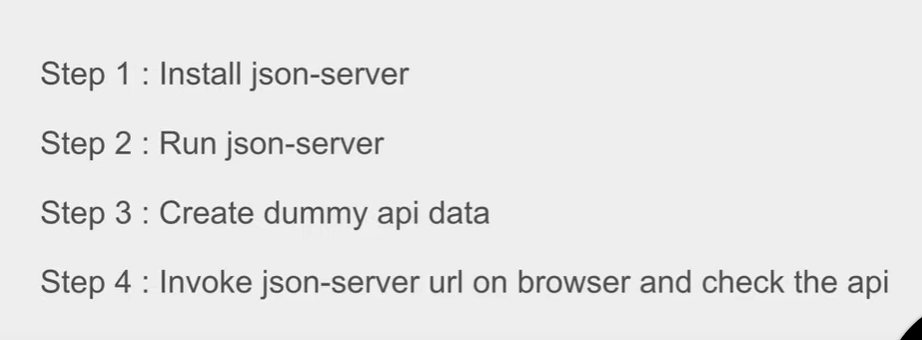 Step 1 : Install json-server
Step 2 : Run json-server
Step 3 : Create dummy api data
Step 4 : Invoke json-server url on browser and check the api